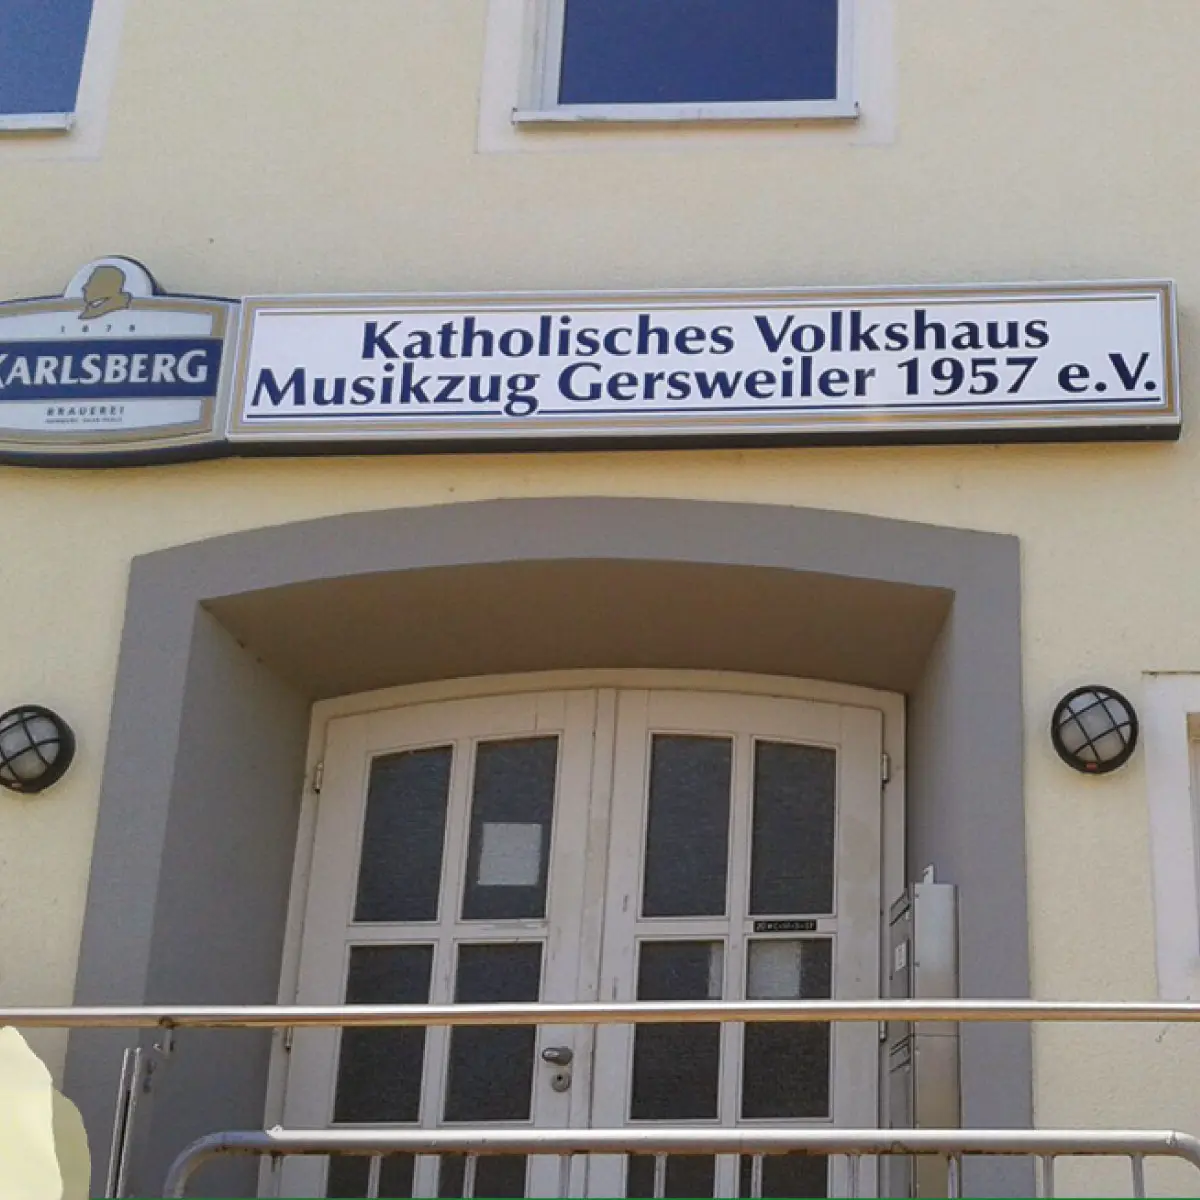 1878
KARLSBERG
BRAUEREI
Katholisches Volkshaus
Musikzug Gersweiler 1957 e.V.